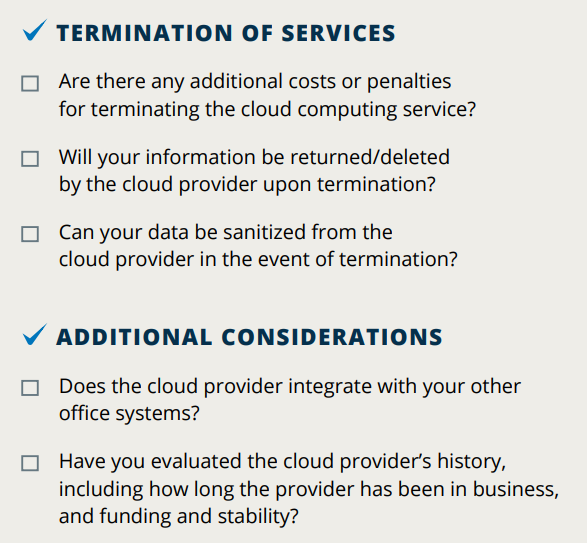 TERMINATION OF SERVICES
Are there any additional costs or penalties
for terminating the cloud computing service?
Will your information be returned/deleted
by the cloud provider upon termination?
Can your data be sanitized from the
cloud provider in the event of termination?
ADDITIONAL CONSIDERATIONS
Does the cloud provider integrate with your other
office systems?
Have you evaluated the cloud provider’s history,
including how long the provider has been in business,
and funding and stability?